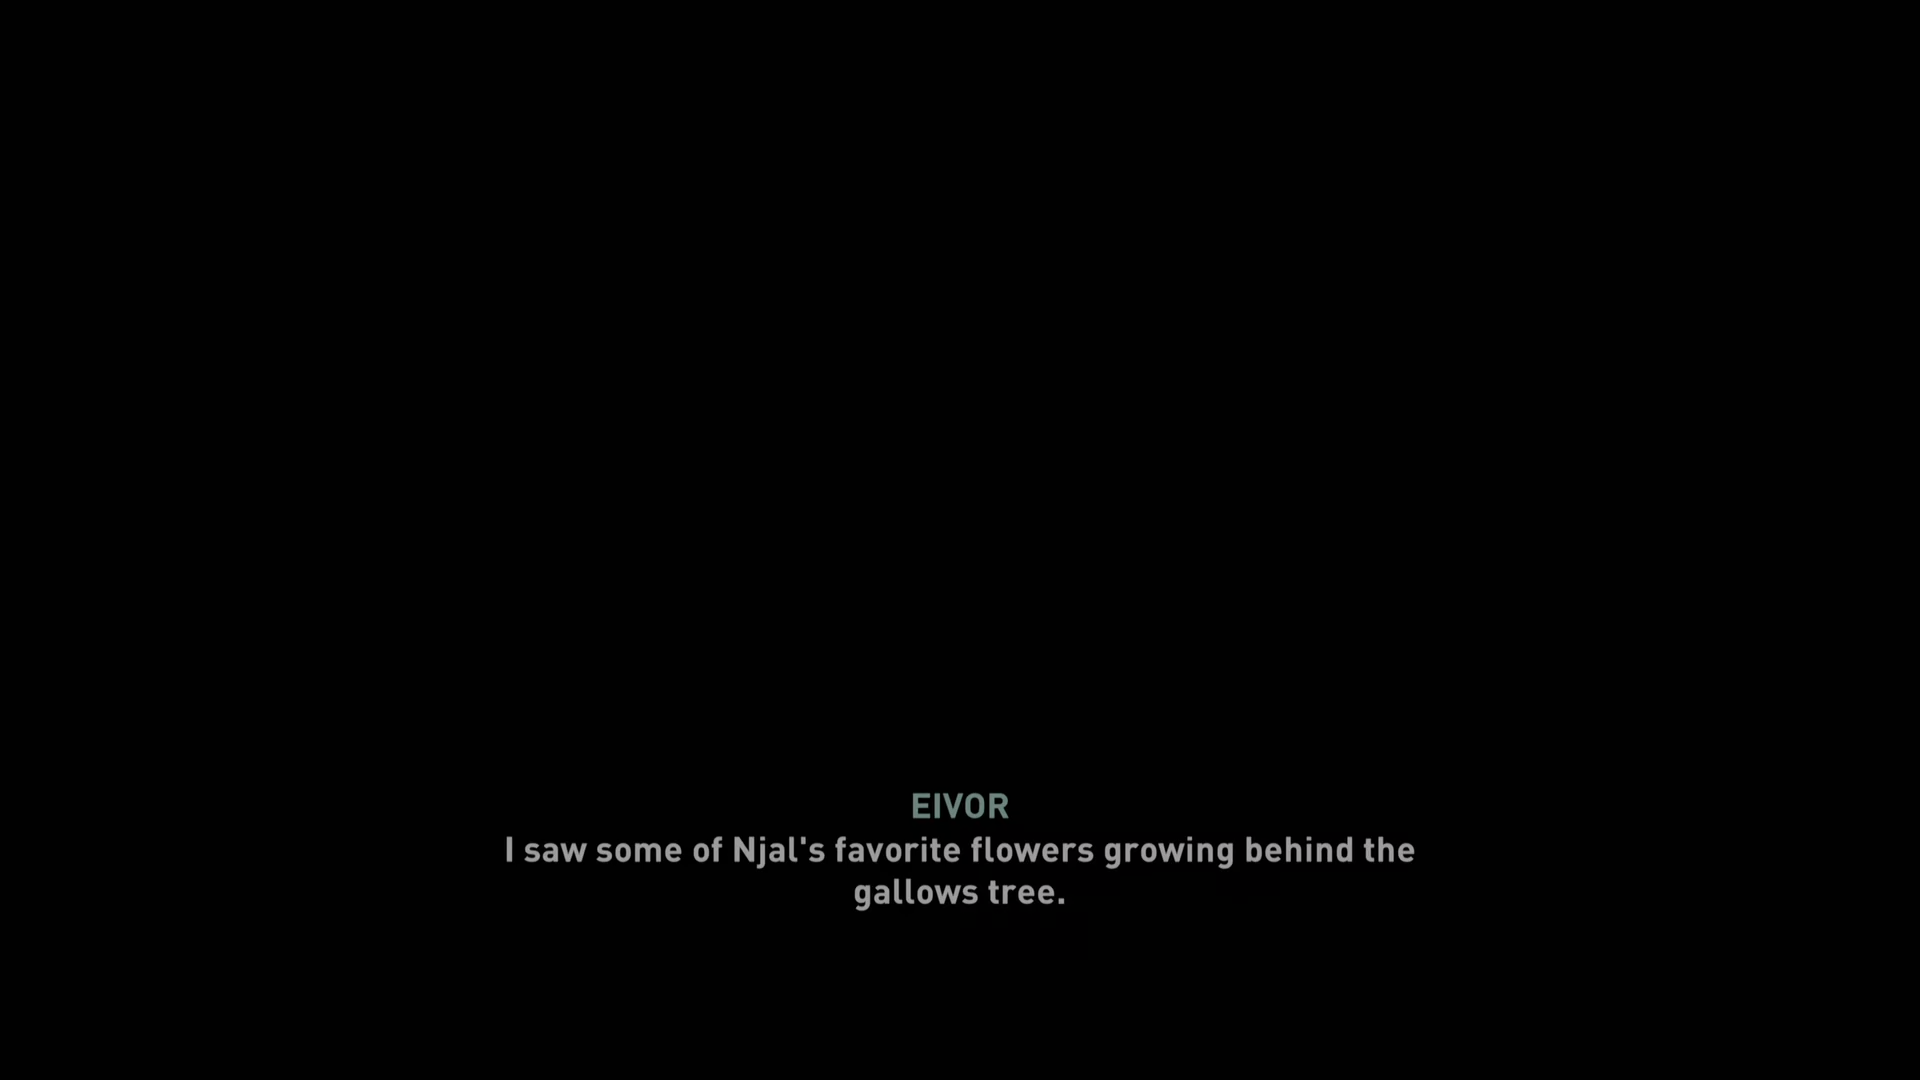 EIVOR
I saw some of Njal's favorite flowers growing behind the
gallows tree.